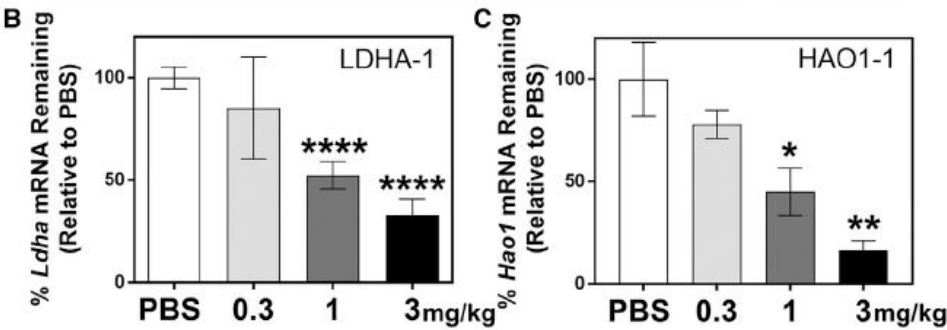 B
% Ldha mRNA Remaining
(Relative to PBS)
100
50
0
LDHA-1
****
****
PBS 0.3 1 3mg/kg
C
% Hao1 mRNA Remaining
(Relative to PBS)
100
50
0
HAO1-1
*
**
PBS 0.3 1 3mg/kg